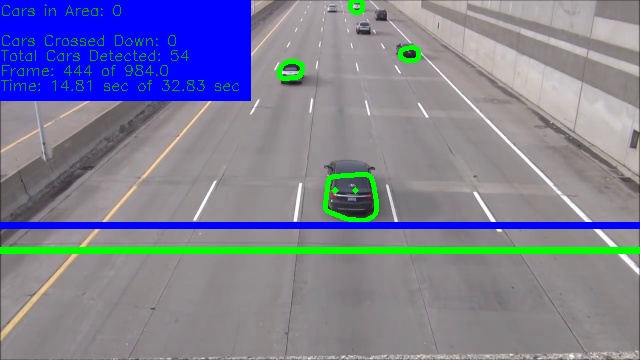 Cars in Area: 0
Cars Crossed Down: 0
Total Cars Detected: 54
Frame: 444 of 984.0
Time: 14.81 sec of 32.83 sec